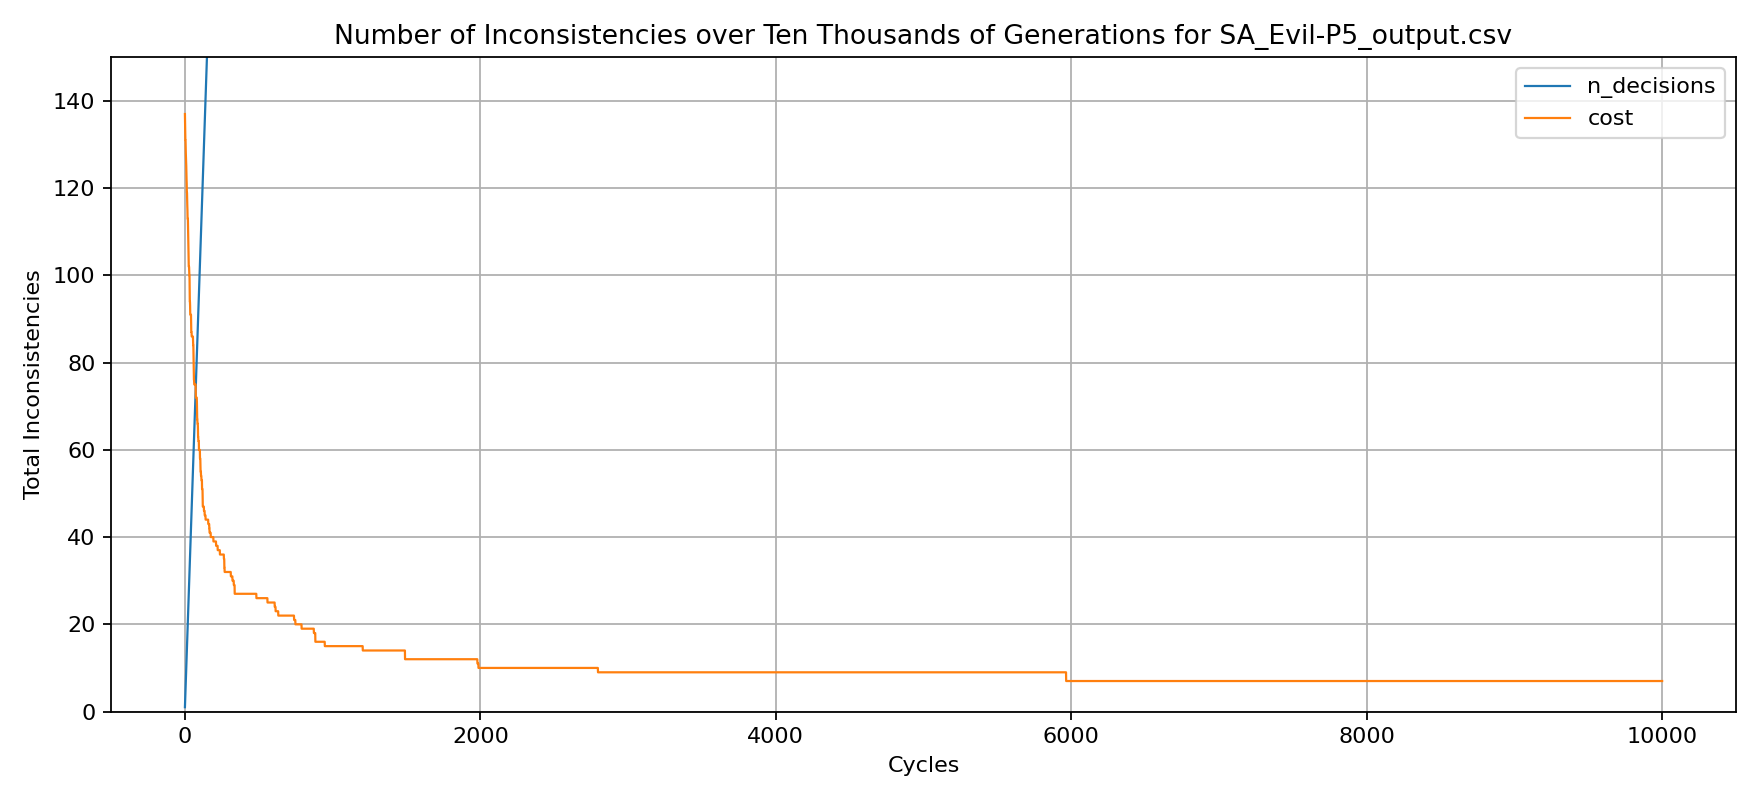 Number of Inconsistencies over Ten Thousands of Generations for SA_Evil-P5_output.csv
n_decisions
cost
Total Inconsistencies
140
120
100
80
60
40
20
0
0 2000 4000 6000 8000 10000
Cycles